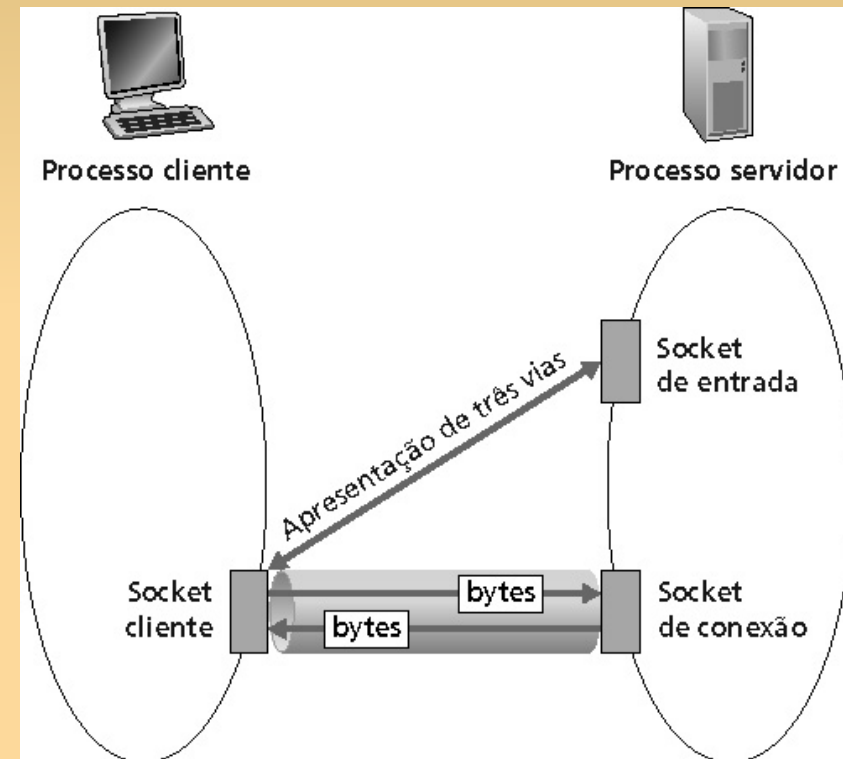 Processo cliente
Processo servidor
Socket
de entrada
Apresentação de três vias
Socket
cliente
bytes
bytes
Socket
de conexão